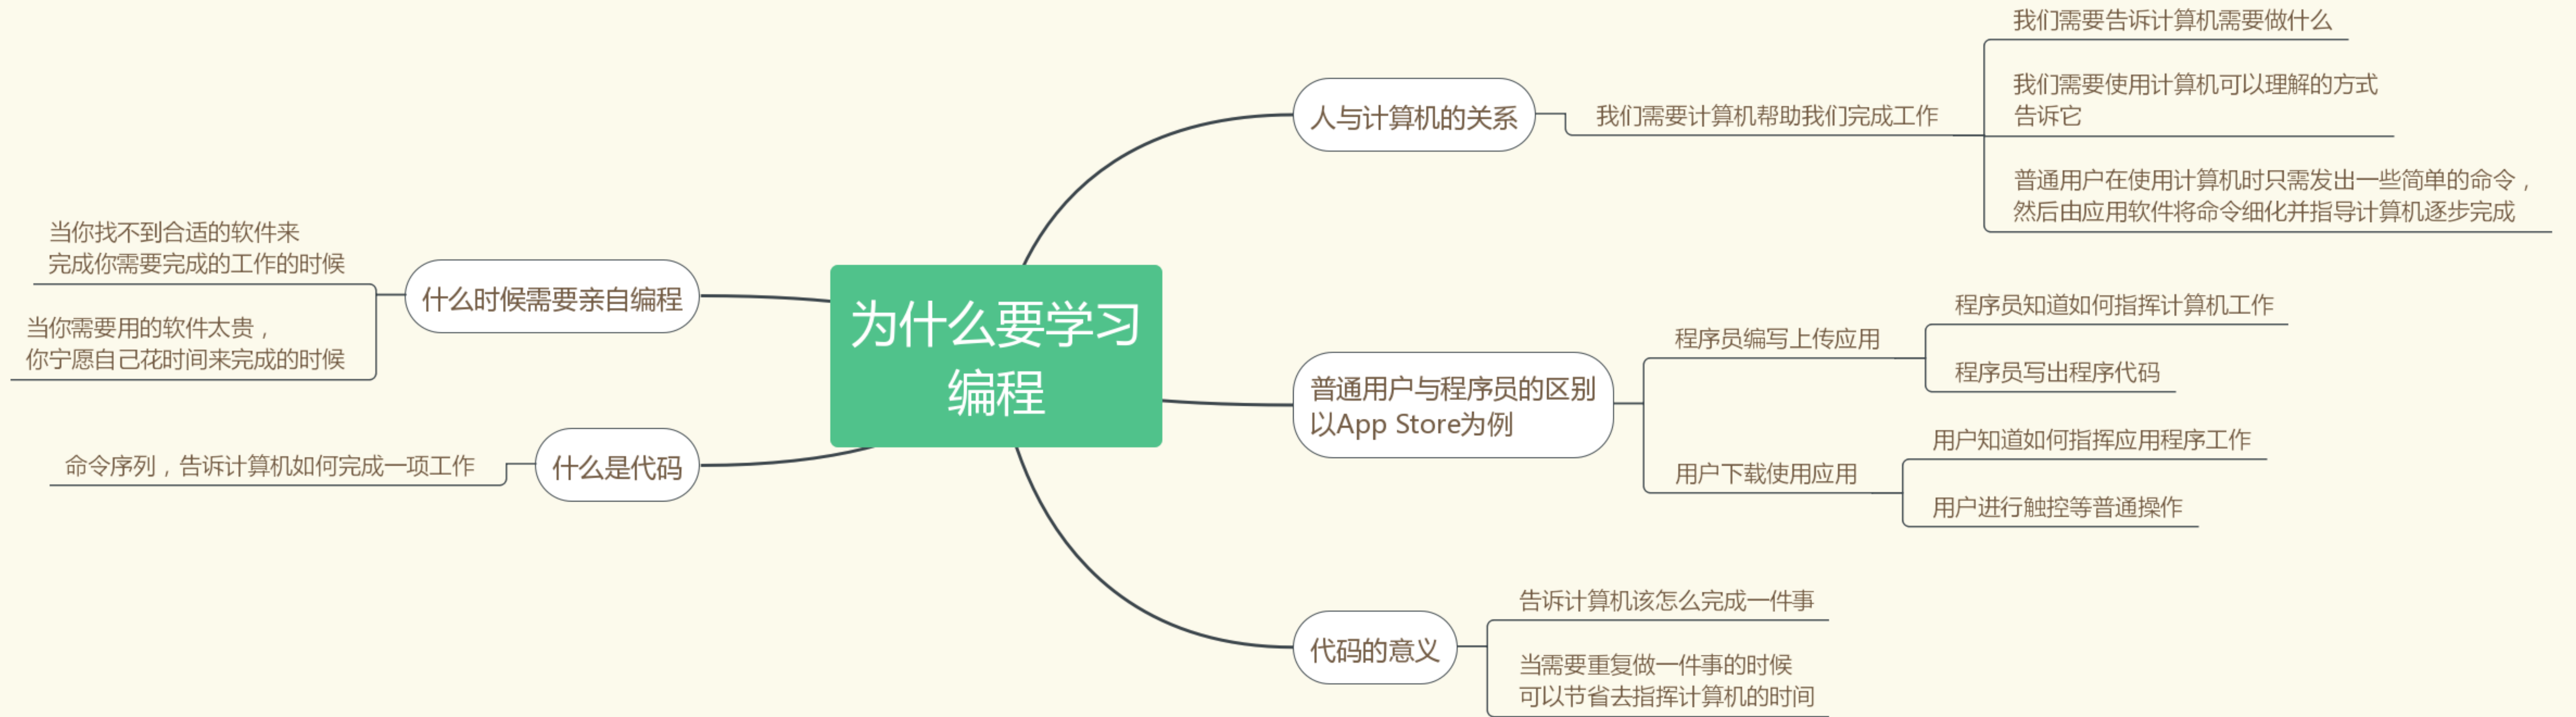 为什么要学习
编程
人与计算机的关系
我们需要计算机帮助我们完成工作
我们需要告诉计算机需要做什么
我们需要使用计算机可以理解的方式
告诉它
普通用户在使用计算机时只需发出一些简单的命令，
然后由应用软件将命令细化并指导计算机逐步完成
普通用户与程序员的区别
以App Store为例
程序员编写上传应用
程序员知道如何指挥计算机工作
程序员写出程序代码
用户下载使用应用
用户知道如何指挥应用程序工作
用户进行触控等普通操作
代码的意义
告诉计算机该怎么完成一件事
当需要重复做一件事的时候
可以节省去指挥计算机的时间
什么时候需要亲自编程
当你找不到合适的软件来
完成你需要完成的工作的时候
当你需要用的软件太贵，
你宁愿自己花时间来完成的时候
什么是代码
命令序列，告诉计算机如何完成一项工作